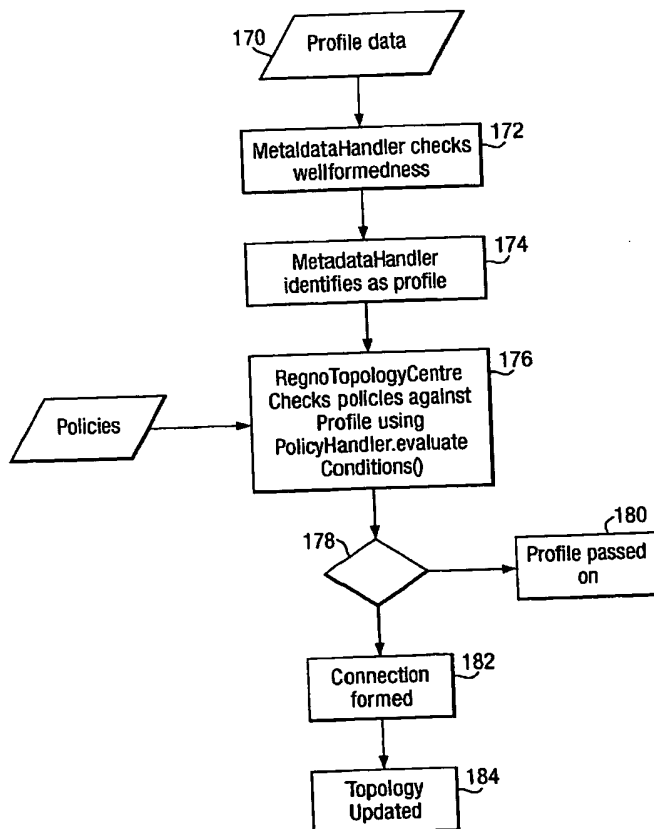 170
Profile data
MetaldataHandler checks
wellformedness
172
MetadataHandler
identifies as profile
174
RegnoTopologyCentre
Checks policies against
Profile using
PolicyHandler.evaluate
Conditions()
176
Policies
178
180
Profile passed
on
Connection
formed
182
Topology
Updated
184